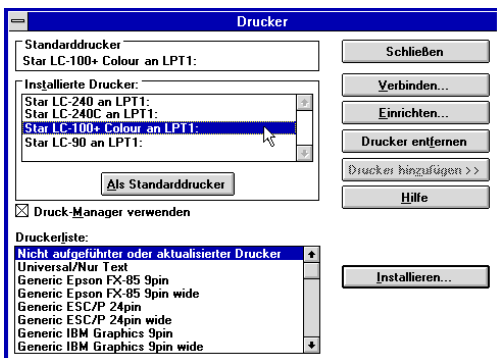 Drucker
Standarddrucker
Star LC-100+ Colour an LPT1:
Installierte Drucker:
Star LC-240 an LPT1:
Star LC-240C an LPT1:
Star LC-100+ Colour an LPT1:
Star LC-90 an LPT1:
Als Standarddrucker
Druck-Manager verwenden
Druckerliste:
Nicht aufgeführter oder aktualisierter Drucker
Universal/Nur Text
Generic Epson FX-85 9pin
Generic Epson FX-85 9pin wide
Generic ESC/P 24pin
Generic ESC/P 24pin wide
Generic IBM Graphics 9pin
Generic IBM Graphics 9pin wide
Schließen
Verbinden...
Einrichten...
Drucker entfernen
Drucker hinzufügen >>
Hilfe
Installieren...